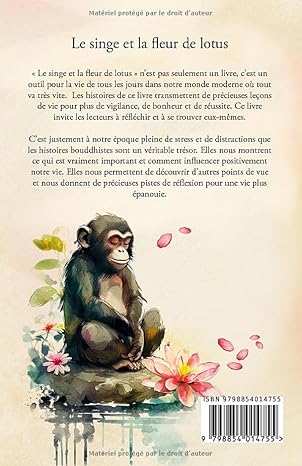 Matériel protégé par le droit d'auteur
Le singe et la fleur de lotus
« Le singe et la fleur de lotus » n'est pas seulement un livre, c'est un
outil pour la vie de tous les jours dans notre monde moderne où tout
va très vite. Les histoires de ce livre transmettent de précieuses leçons
de vie pour plus de vigilance, de bonheur et de réussite. Ce livre
invite les lecteurs à réfléchir et à se trouver eux-mêmes.
C'est justement à notre époque pleine de stress et de distractions que
les histoires bouddhistes sont un véritable trésor. Elles nous montrent
ce qui est vraiment important et comment influencer positivement
notre vie. Elles nous permettent de découvrir d'autres points de vue
et nous donnent de précieuses pistes de réflexion pour une vie plus
épanouie.
ISBN 9798854014755
9 798854 014755 >
Matériel protégé par le droit d'auteur